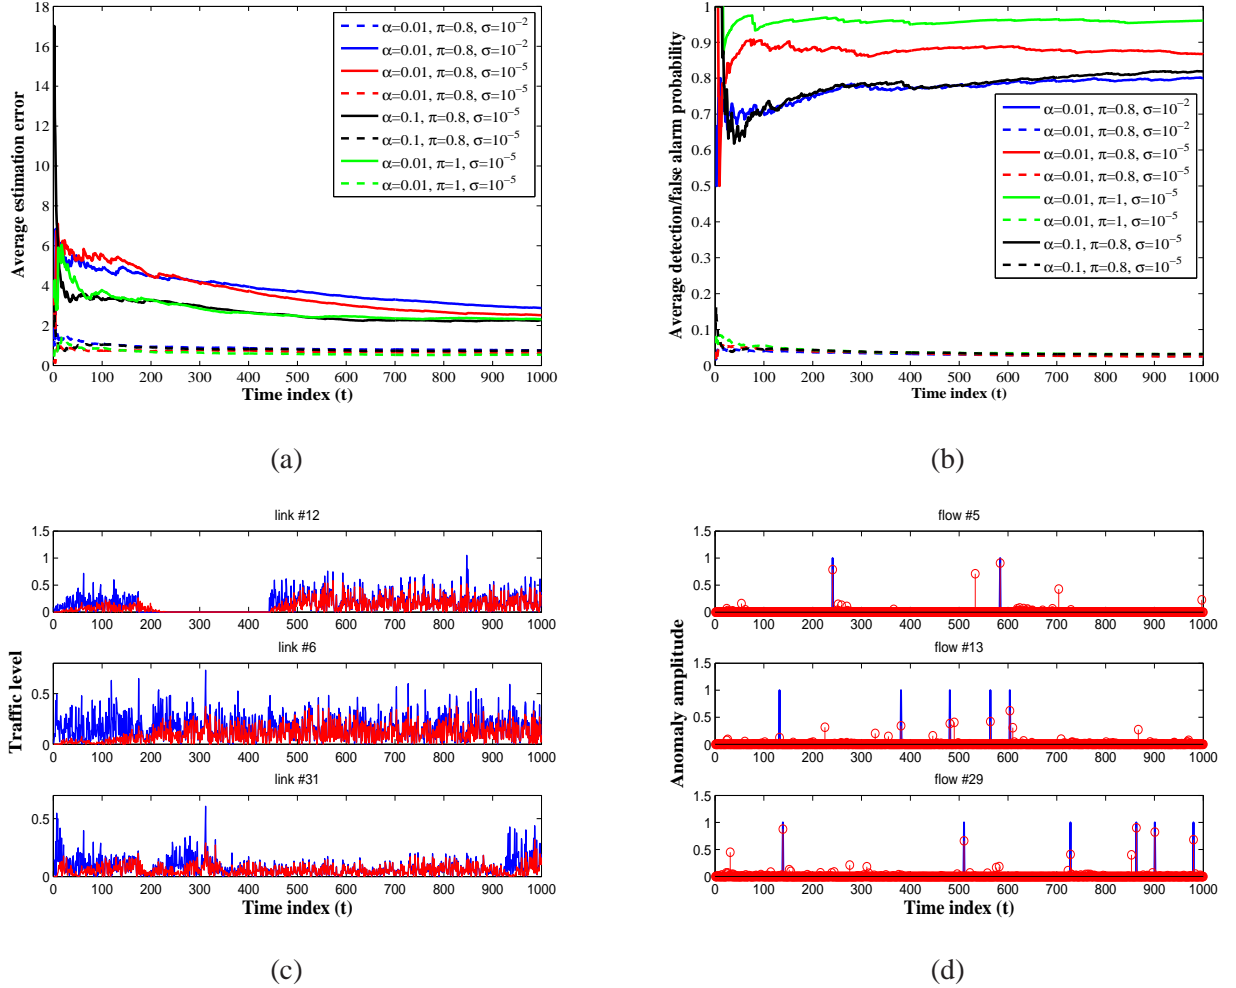 18
16
14
12
10
8
6
4
2
0
0 100 200 300 400 500 600 700 800 900 1000
Average estimation error
Time index (t)
α=0.01, π=0.8, σ=10⁻²
α=0.01, π=0.8, σ=10⁻²
α=0.01, π=0.8, σ=10⁻⁵
α=0.01, π=0.8, σ=10⁻⁵
α=0.1, π=0.8, σ=10⁻⁵
α=0.1, π=0.8, σ=10⁻⁵
α=0.01, π=1, σ=10⁻⁵
α=0.01, π=1, σ=10⁻⁵
(a)
1
0.9
0.8
0.7
0.6
0.5
0.4
0.3
0.2
0.1
0
0 100 200 300 400 500 600 700 800 900 1000
Average detection/false alarm probability
Time index (t)
α=0.01, π=0.8, σ=10⁻²
α=0.01, π=0.8, σ=10⁻²
α=0.01, π=0.8, σ=10⁻⁵
α=0.01, π=0.8, σ=10⁻⁵
α=0.01, π=1, σ=10⁻⁵
α=0.01, π=1, σ=10⁻⁵
α=0.1, π=0.8, σ=10⁻⁵
α=0.1, π=0.8, σ=10⁻⁵
(b)
link #12
1.5
1
0.5
0
0 100 200 300 400 500 600 700 800 900 1000
link #6
0.5
0
0 100 200 300 400 500 600 700 800 900 1000
link #31
0.5
0
0 100 200 300 400 500 600 700 800 900 1000
Traffic level
Time index (t)
(c)
flow #5
1.5
1
0.5
0
0 100 200 300 400 500 600 700 800 900 1000
flow #13
1.5
1
0.5
0
0 100 200 300 400 500 600 700 800 900 1000
flow #29
1.5
1
0.5
0
0 100 200 300 400 500 600 700 800 900 1000
Anomaly amplitude
Time index (t)
(d)